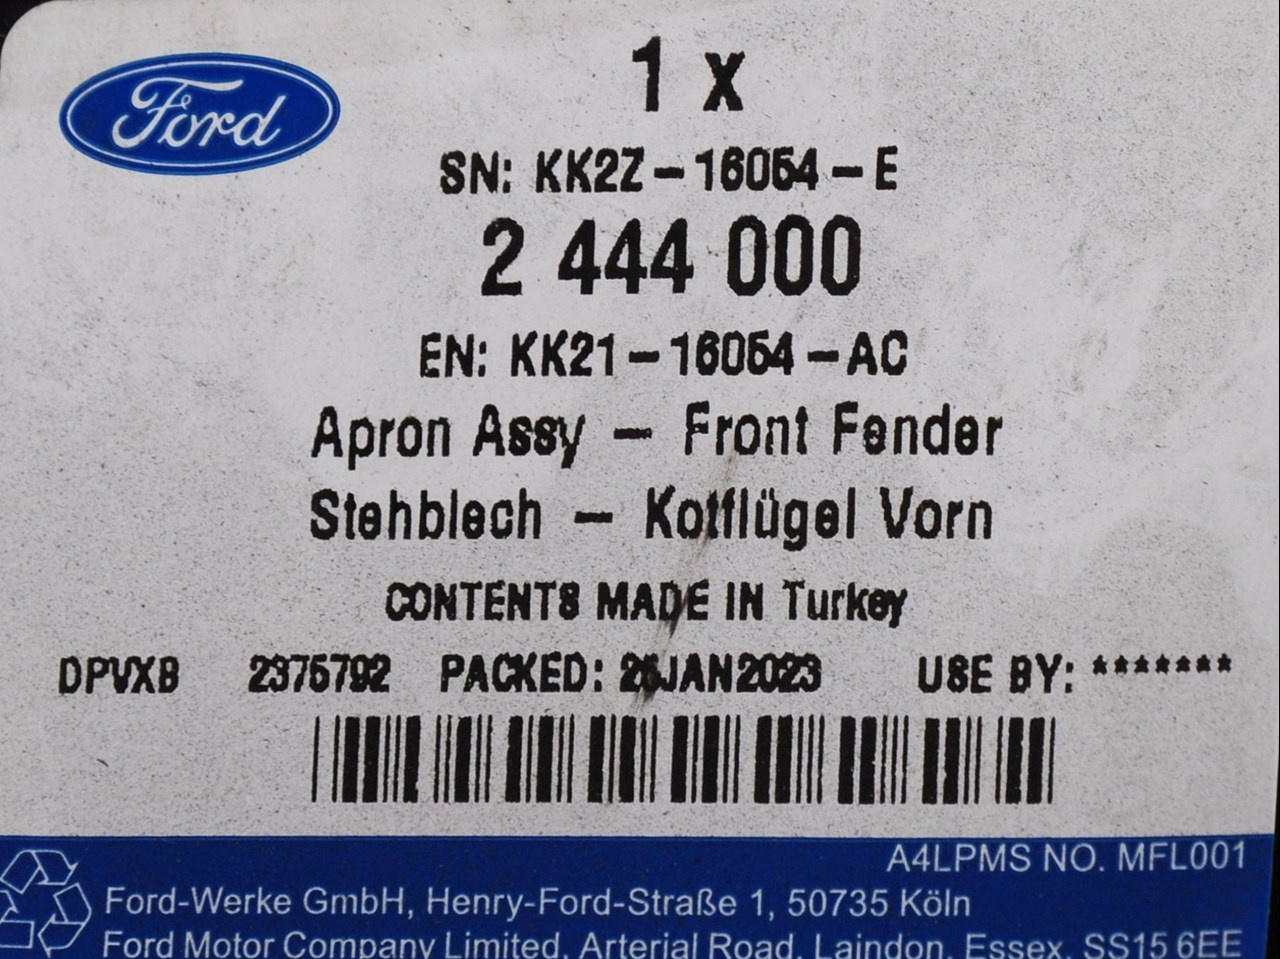 Ford
1 x
SN: KK2Z-16054-E
2 444 000
EN: KK21-16054-AC
Apron Assy - Front Fender
Stehblech - Kotflügel Vorn
CONTENTS MADE IN Turkey
DPVXB 2375792 PACKED: 26JAN2023 USE BY: *******
A4LPMS NO. MFL001
Ford-Werke GmbH, Henry-Ford-Straße 1, 50735 Köln
Ford Motor Company Limited, Arterial Road, Laindon, Essex, SS15 6EE